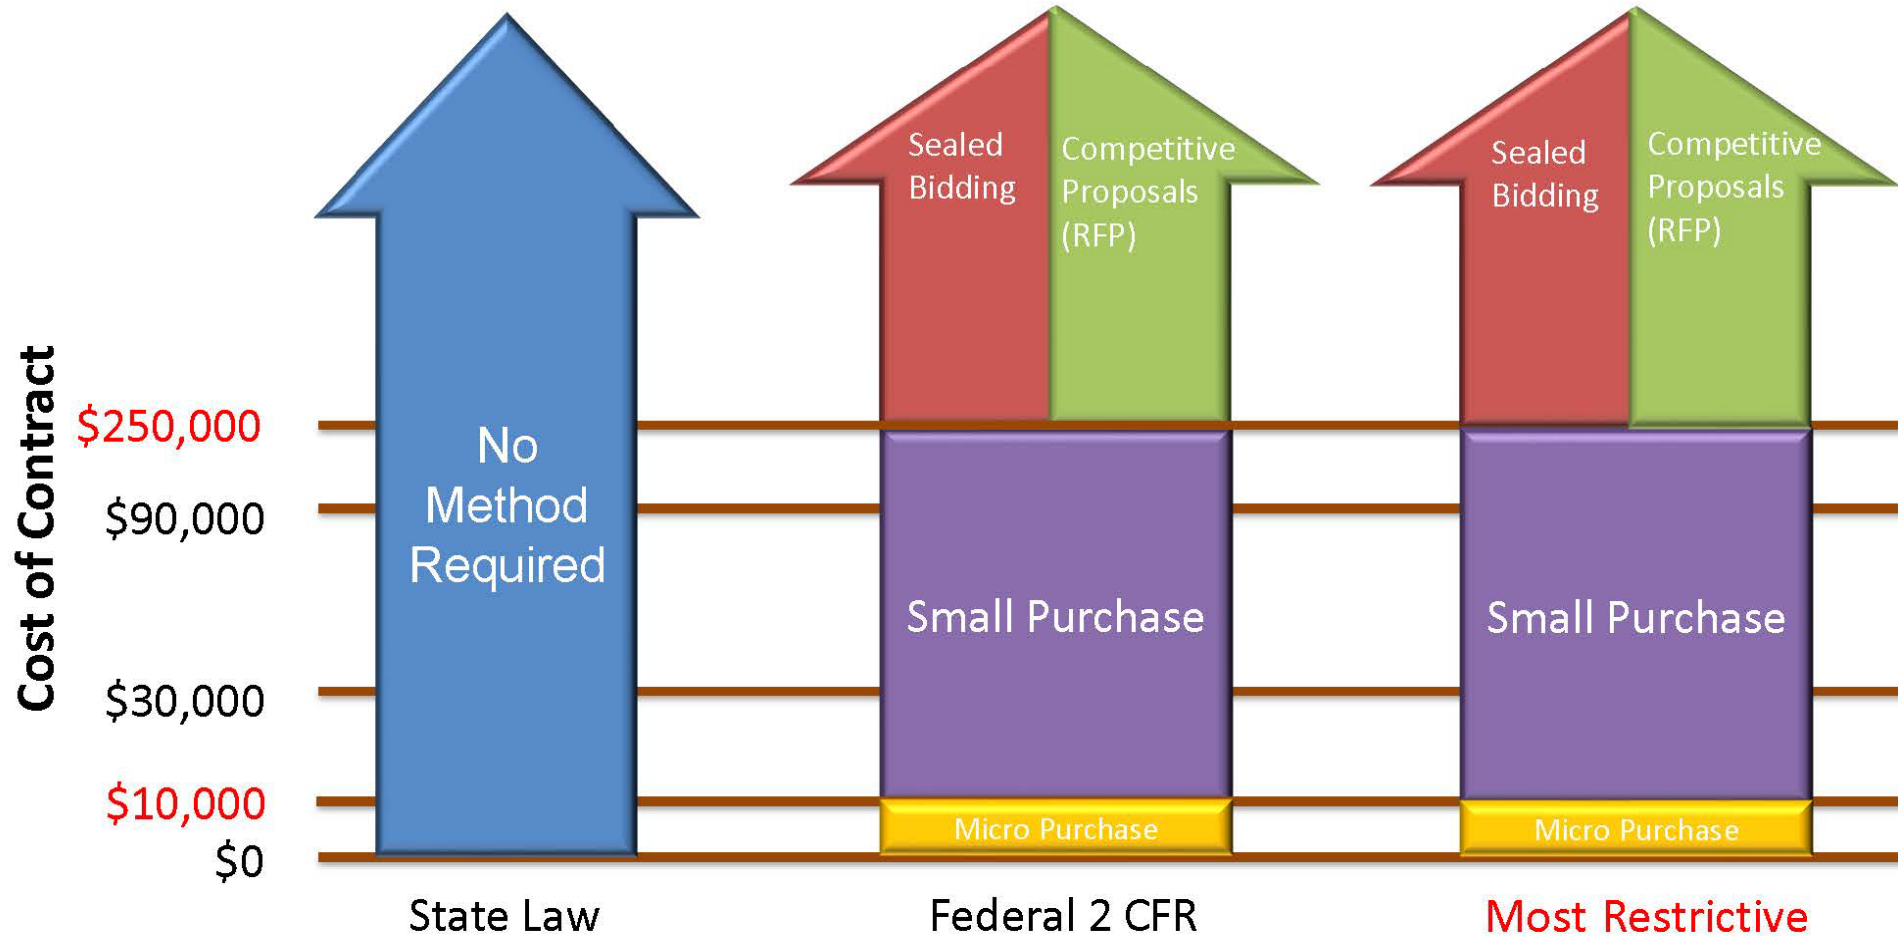 Cost of Contract
$250,000
$90,000
$30,000
$10,000
$0
No
Method
Required
State Law
Sealed
Bidding
Competitive
Proposals
(RFP)
Small Purchase
Micro Purchase
Federal 2 CFR
Sealed
Bidding
Competitive
Proposals
(RFP)
Small Purchase
Micro Purchase
Most Restrictive